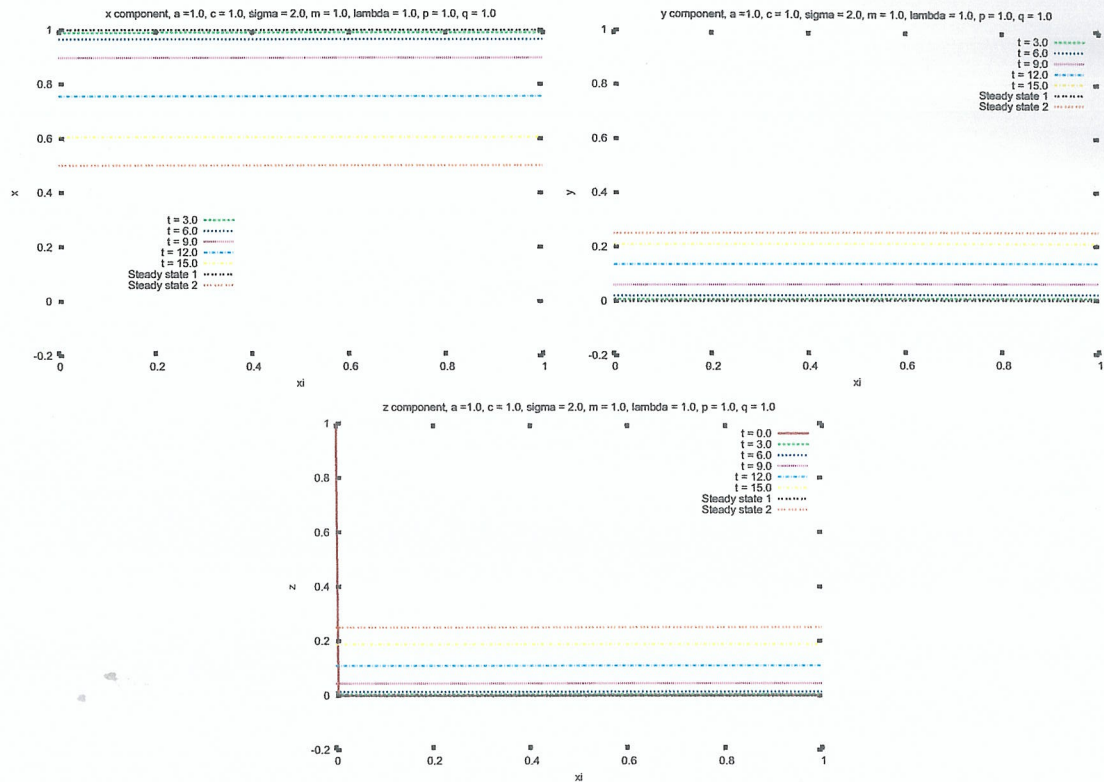 x component, a =1.0, c = 1.0, sigma = 2.0, m = 1.0, lambda = 1.0, p = 1.0, q = 1.0
1
0.8
0.6
0.4
0.2
0
-0.2
x
t = 3.0
t = 6.0
t = 9.0
t = 12.0
t = 15.0
Steady state 1
Steady state 2
0 0.2 0.4 0.6 0.8 1
xi
y component, a =1.0, c = 1.0, sigma = 2.0, m = 1.0, lambda = 1.0, p = 1.0, q = 1.0
1
0.8
0.6
0.4
0.2
0
-0.2
y
t = 3.0
t = 6.0
t = 9.0
t = 12.0
t = 15.0
Steady state 1
Steady state 2
0 0.2 0.4 0.6 0.8 1
xi
z component, a =1.0, c = 1.0, sigma = 2.0, m = 1.0, lambda = 1.0, p = 1.0, q = 1.0
1
0.8
0.6
0.4
0.2
0
-0.2
z
t = 0.0
t = 3.0
t = 6.0
t = 9.0
t = 12.0
t = 15.0
Steady state 1
Steady state 2
0 0.2 0.4 0.6 0.8 1
xi